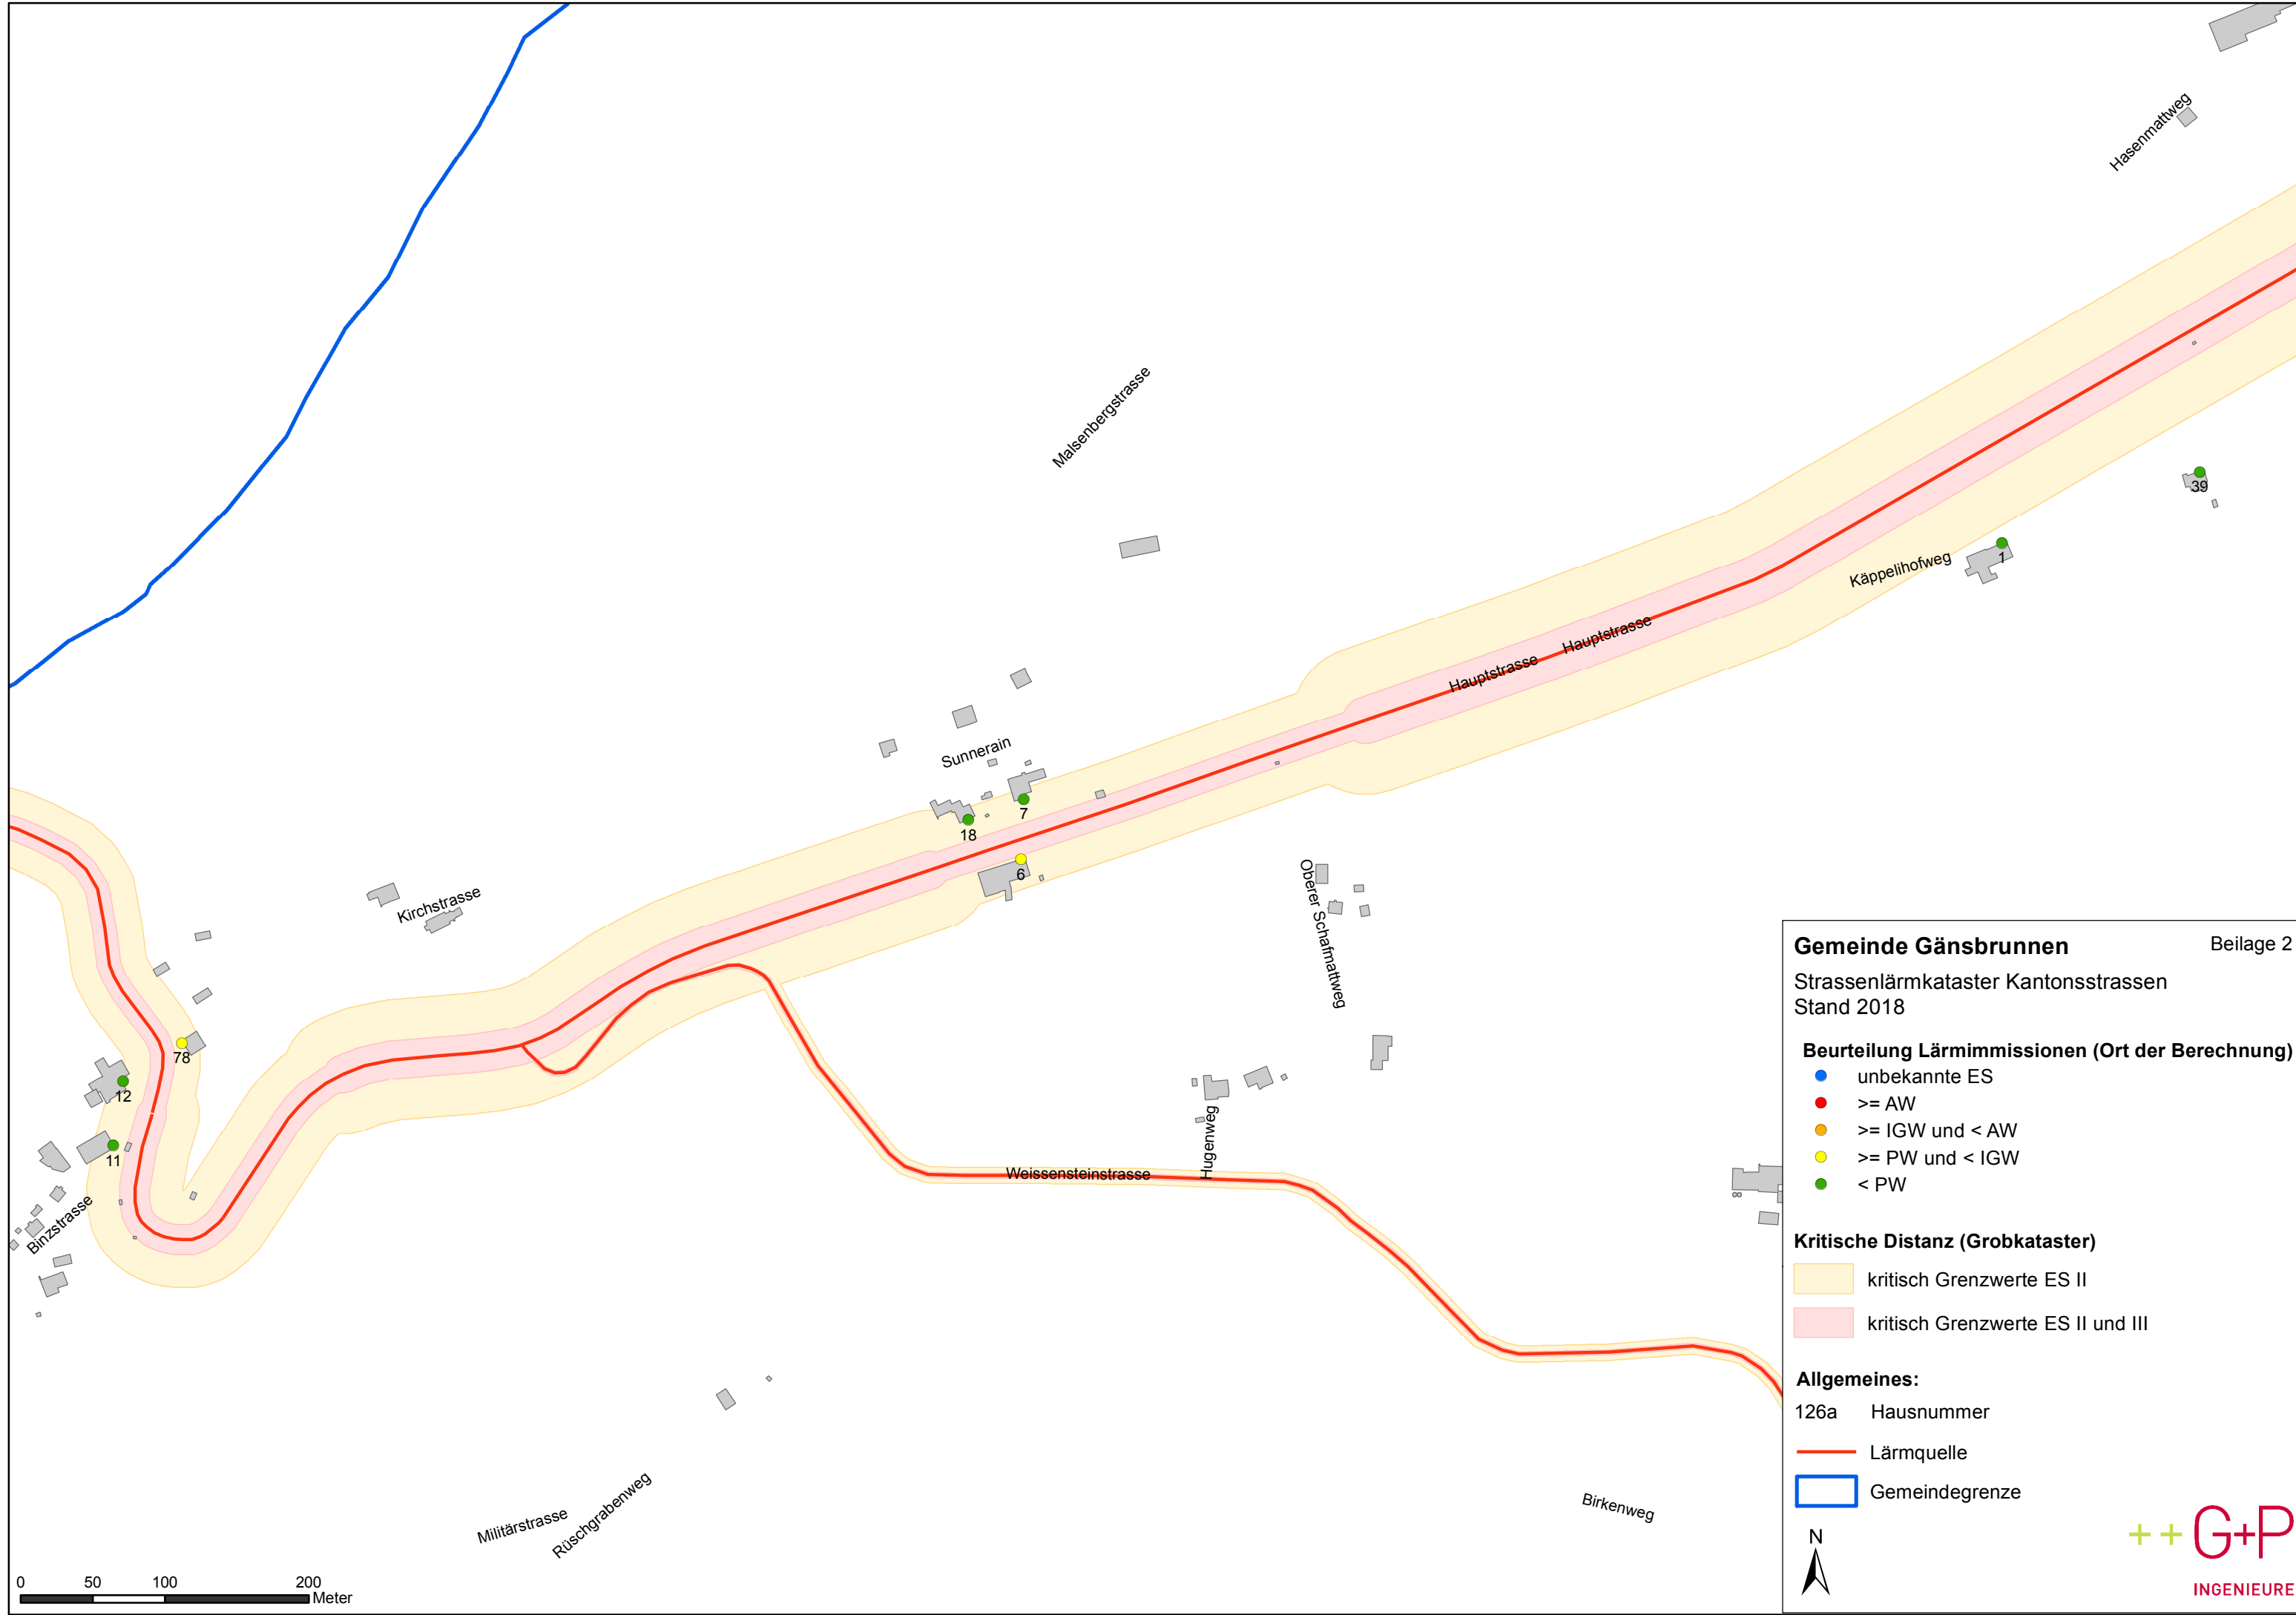 Hasenmattweg
Malsenbergstrasse
39
1
Käppelihofweg
Hauptstrasse
Hauptstrasse
Sunnerain
7
18
6
Kirchstrasse
Oberer Schafmattweg
78
12
11
Binzstrasse
Hugenweg
Weissensteinstrasse
Militärstrasse
Rüschgrabenweg
Birkenweg
0 50 100 200
Meter
Gemeinde Gänsbrunnen
Beilage 2
Strassenlärmkataster Kantonsstrassen
Stand 2018
Beurteilung Lärmimmissionen (Ort der Berechnung)
unbekannte ES
>= AW
>= IGW und < AW
>= PW und < IGW
< PW
Kritische Distanz (Grobkataster)
kritisch Grenzwerte ES II
kritisch Grenzwerte ES II und III
Allgemeines:
126a Hausnummer
Lärmquelle
Gemeindegrenze
N
++G+P
INGENIEURE